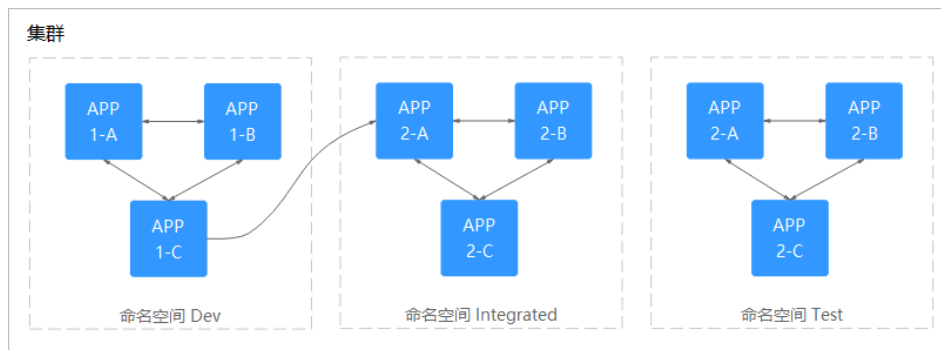 集群
APP
1-A
APP
1-B
APP
1-C
命名空间 Dev
APP
2-A
APP
2-B
APP
2-C
命名空间 Integrated
APP
2-A
APP
2-B
APP
2-C
命名空间 Test